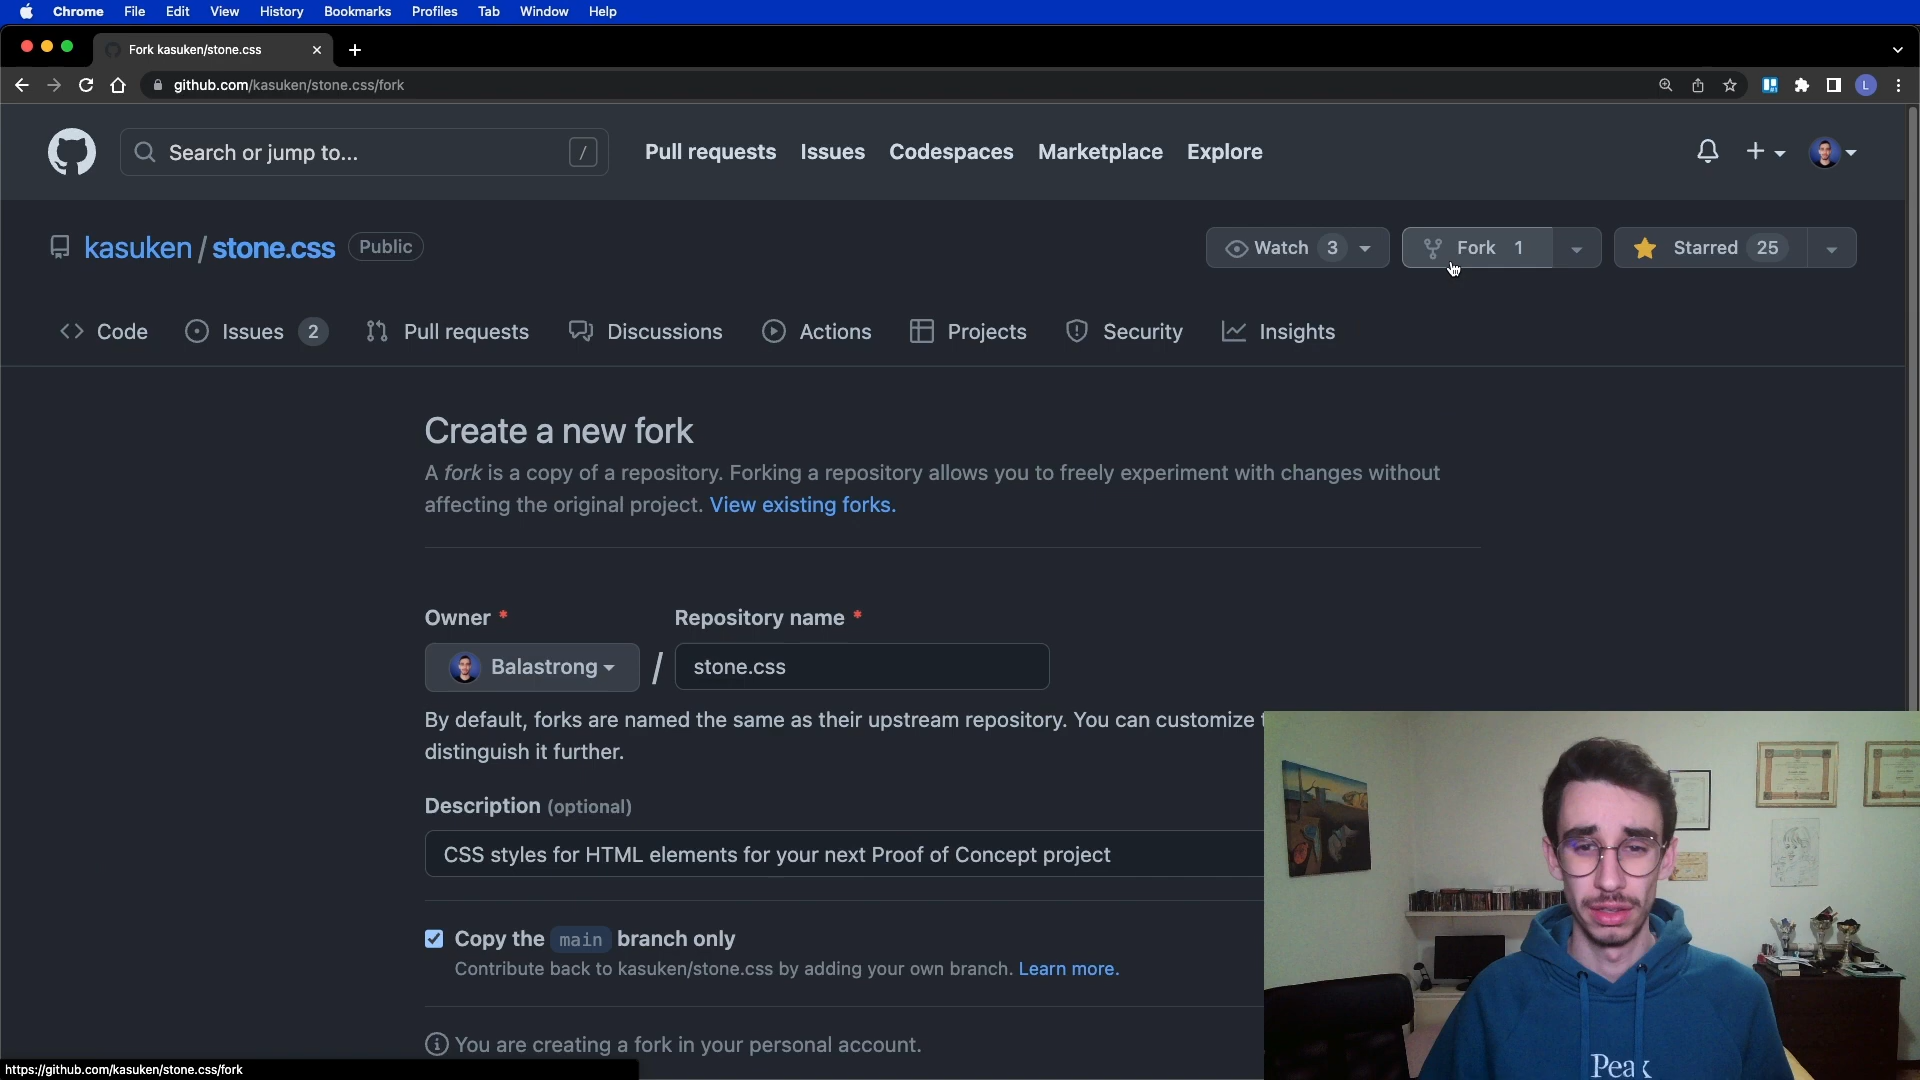 Chrome File Edit View History Bookmarks Profiles Tab Window Help
Fork kasuken/stone.css
github.com/kasuken/stone.css/fork
L
Search or jump to... /
Pull requests Issues Codespaces Marketplace Explore
kasuken / stone.css Public
Watch 3 Fork 1 Starred 25
Code Issues 2 Pull requests Discussions Actions Projects Security Insights
Create a new fork
A fork is a copy of a repository. Forking a repository allows you to freely experiment with changes without
affecting the original project. View existing forks.
Owner * Repository name *
Balastrong / stone.css
By default, forks are named the same as their upstream repository. You can customize
distinguish it further.
Description (optional)
CSS styles for HTML elements for your next Proof of Concept project
Copy the main branch only
Contribute back to kasuken/stone.css by adding your own branch. Learn more.
You are creating a fork in your personal account.
https://github.com/kasuken/stone.css/fork
Peak